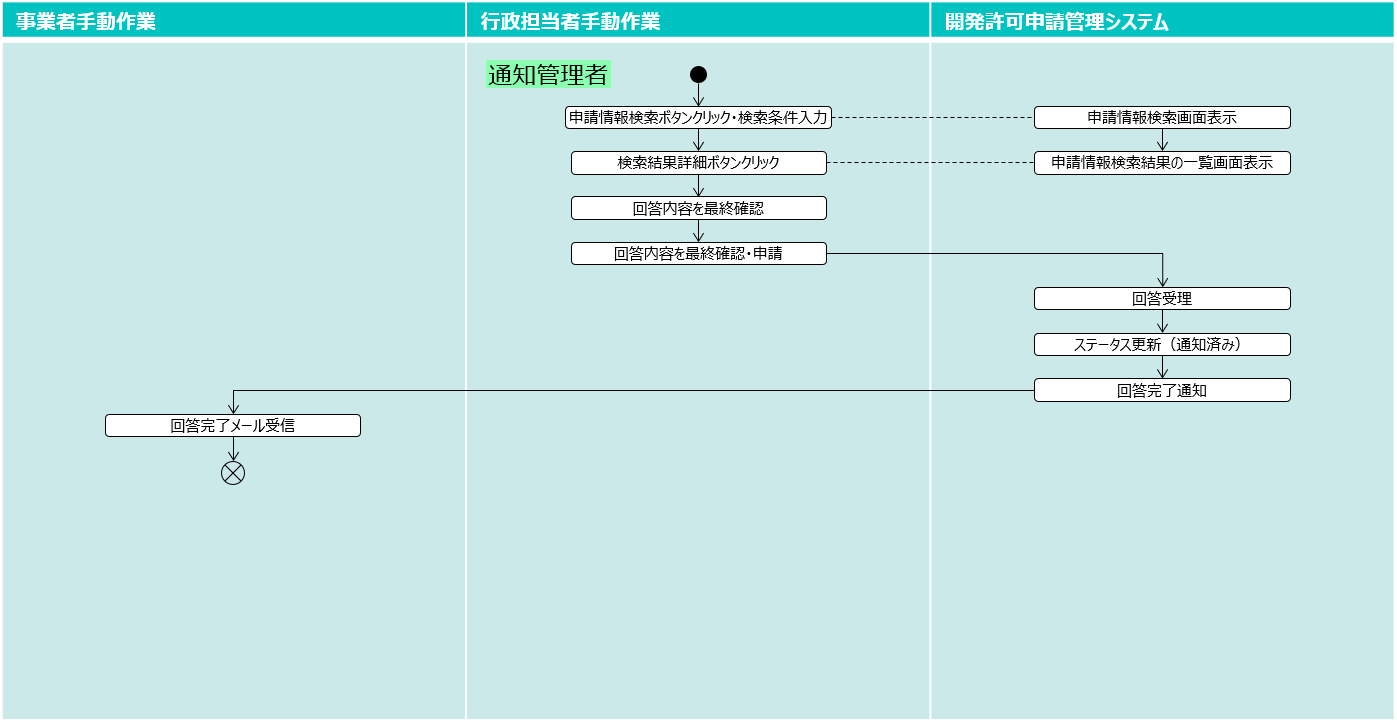 事業者手動作業
行政担当者手動作業
開発許可申請管理システム
通知管理者
申請情報検索ボタンクリック・検索条件入力
申請情報検索画面表示
検索結果詳細ボタンクリック
申請情報検索結果の一覧画面表示
回答内容を最終確認
回答内容を最終確認・申請
回答受理
ステータス更新（通知済み）
回答完了通知
回答完了メール受信